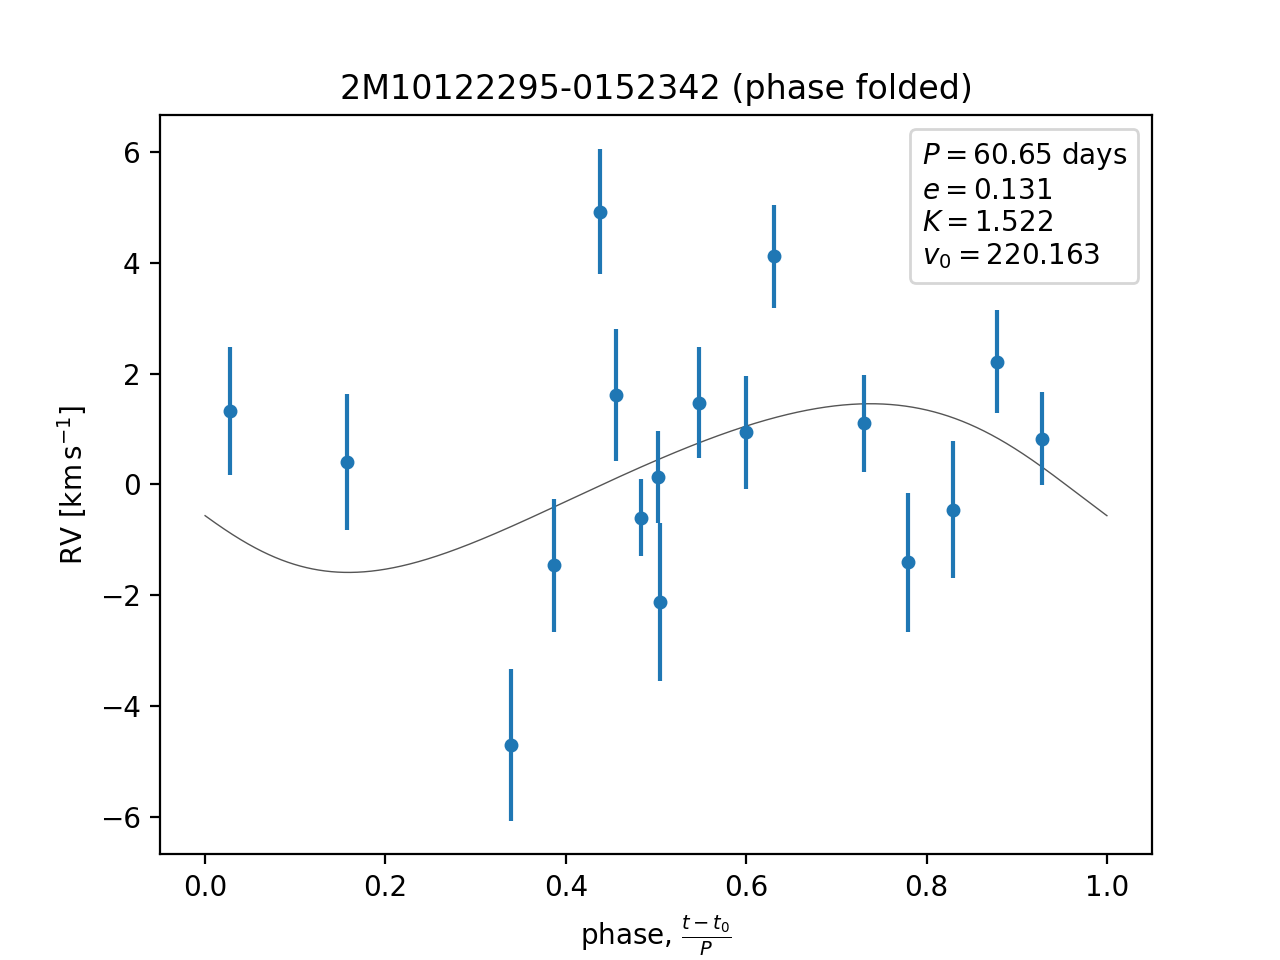 2M10122295-0152342 (phase folded)
P = 60.65 days
e = 0.131
K = 1.522
v₀ = 220.163
RV [km s⁻¹]
6
4
2
0
−2
−4
−6
0.0 0.2 0.4 0.6 0.8 1.0
phase, (t − t₀)/P